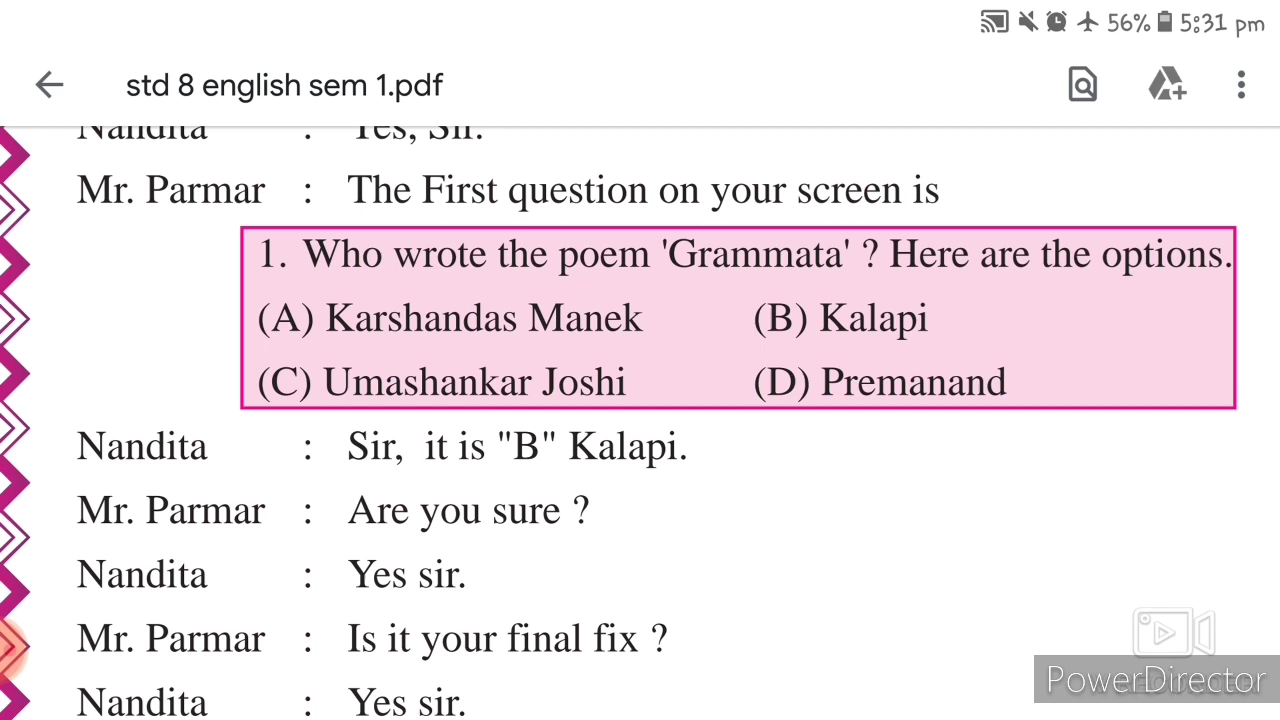 56% 5:31 pm
std 8 english sem 1.pdf
Nandita : Yes, Sir.
Mr. Parmar : The First question on your screen is
1. Who wrote the poem 'Grammata' ? Here are the options.
(A) Karshandas Manek (B) Kalapi
(C) Umashankar Joshi (D) Premanand
Nandita : Sir, it is "B" Kalapi.
Mr. Parmar : Are you sure ?
Nandita : Yes sir.
Mr. Parmar : Is it your final fix ?
Nandita : Yes sir.
PowerDirector